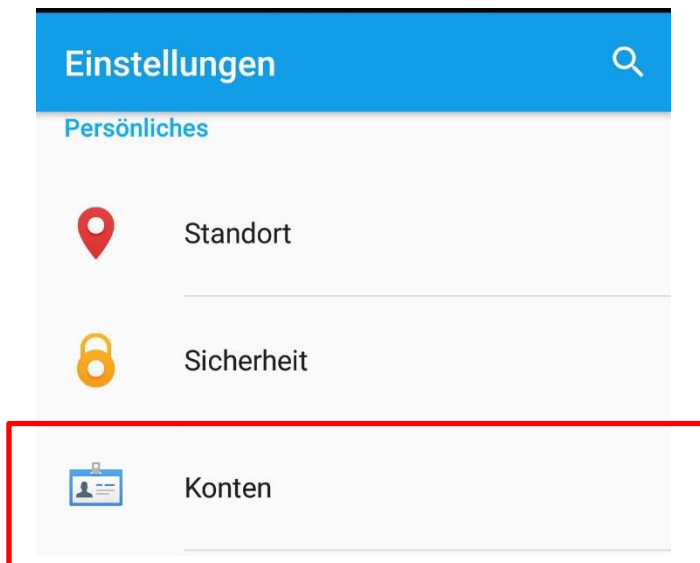 Einstellungen
Persönliches
Standort
Sicherheit
Konten